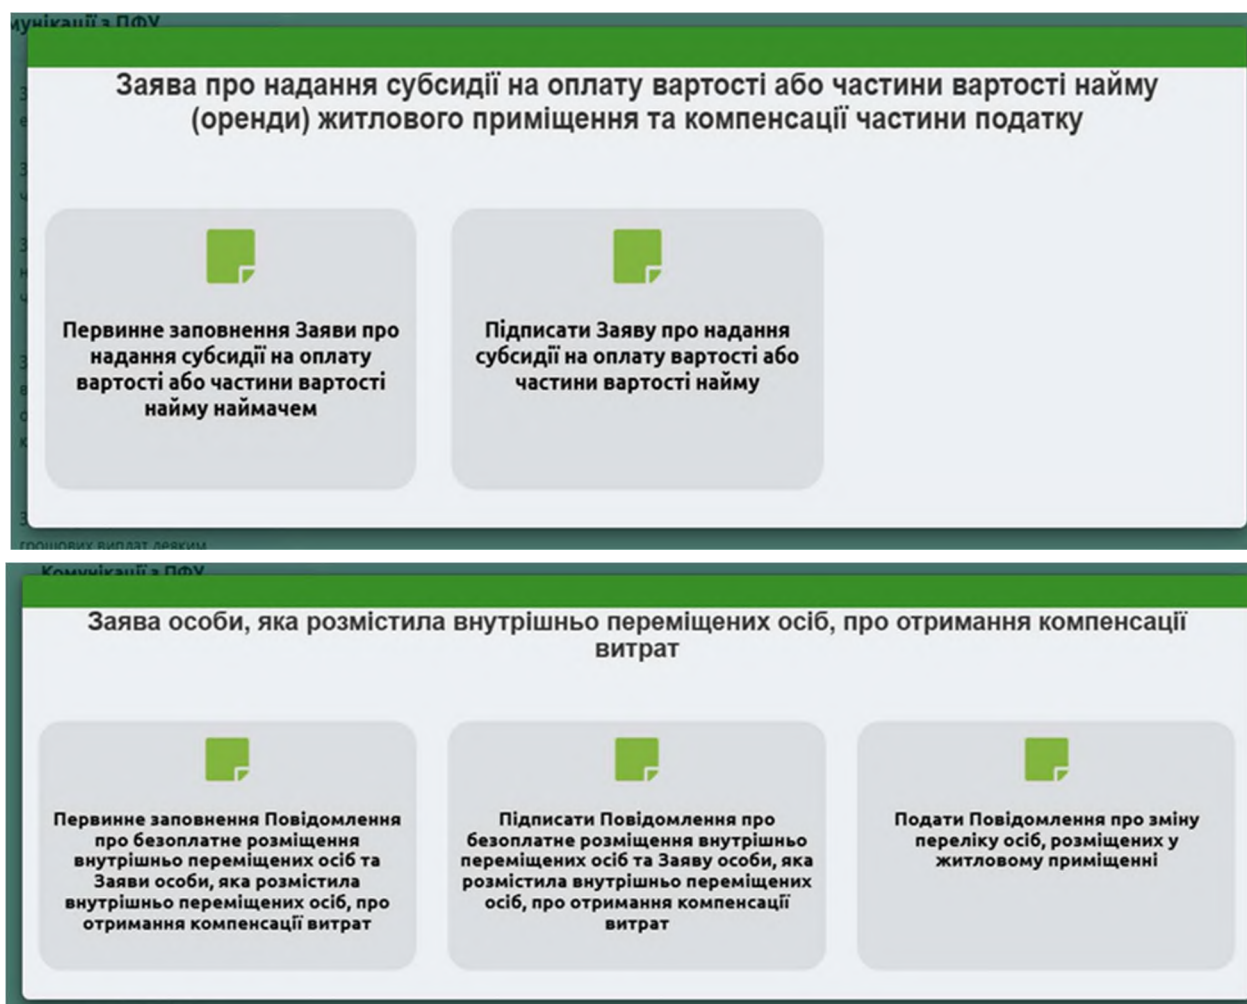 мунікації з ПФУ
Заява про надання субсидії на оплату вартості або частини вартості найму
(оренди) житлового приміщення та компенсації частини податку
Первинне заповнення Заяви про
надання субсидії на оплату
вартості або частини вартості
найму наймачем
Підписати Заяву про надання
субсидії на оплату вартості або
частини вартості найму
грошових виплат деяким
Комунікації з ПФУ
Заява особи, яка розмістила внутрішньо переміщених осіб, про отримання компенсації
витрат
Первинне заповнення Повідомлення
про безоплатне розміщення
внутрішньо переміщених осіб та
Заяви особи, яка розмістила
внутрішньо переміщених осіб, про
отримання компенсації витрат
Підписати Повідомлення про
безоплатне розміщення внутрішньо
переміщених осіб та Заяву особи, яка
розмістила внутрішньо переміщених
осіб, про отримання компенсації
витрат
Подати Повідомлення про зміну
переліку осіб, розміщених у
житловому приміщенні